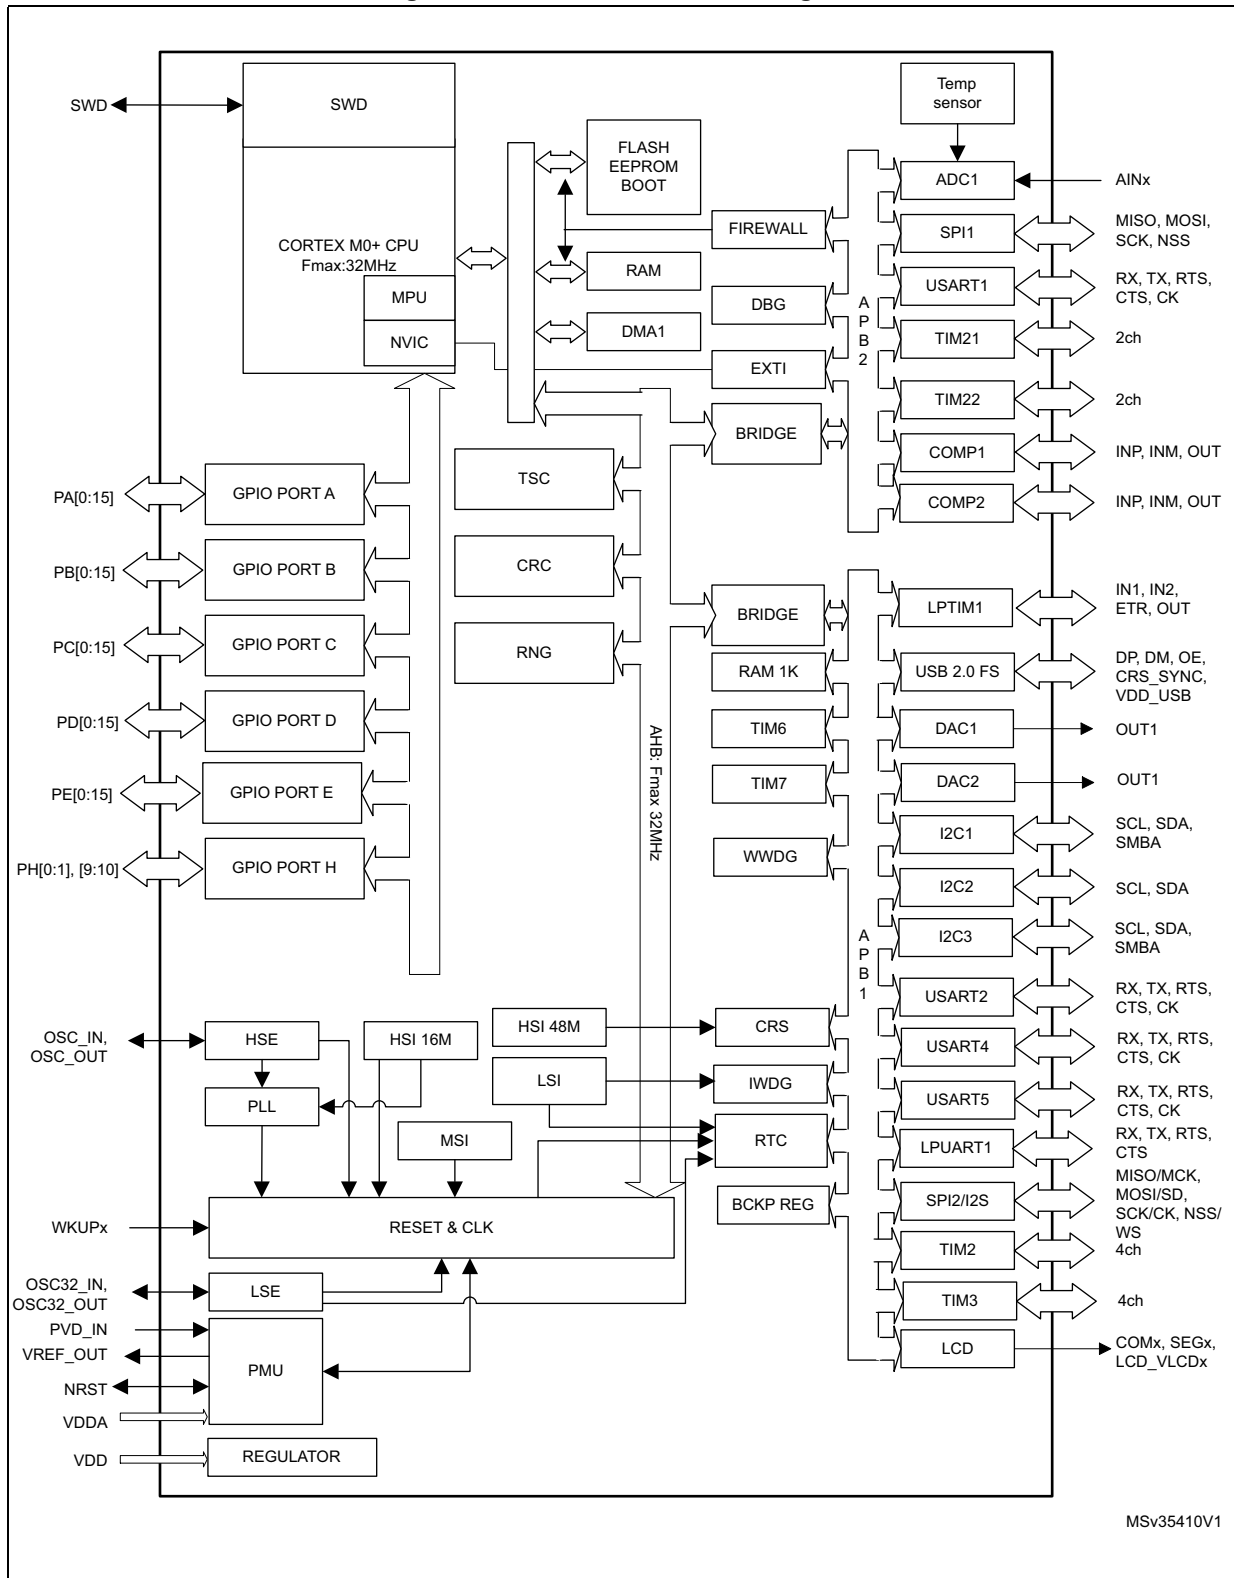 SWD
SWD
CORTEX M0+ CPU
Fmax:32MHz
MPU
NVIC
FLASH
EEPROM
BOOT
RAM
DMA1
FIREWALL
DBG
EXTI
BRIDGE
APB2
Temp
sensor
ADC1
AINx
SPI1
MISO, MOSI,
SCK, NSS
USART1
RX, TX, RTS,
CTS, CK
TIM21
2ch
TIM22
2ch
COMP1
INP, INM, OUT
COMP2
INP, INM, OUT
PA[0:15]
GPIO PORT A
PB[0:15]
GPIO PORT B
PC[0:15]
GPIO PORT C
PD[0:15]
GPIO PORT D
PE[0:15]
GPIO PORT E
PH[0:1], [9:10]
GPIO PORT H
TSC
CRC
RNG
AHB: Fmax 32MHz
BRIDGE
RAM 1K
TIM6
TIM7
WWDG
APB1
LPTIM1
IN1, IN2,
ETR, OUT
USB 2.0 FS
DP, DM, OE,
CRS_SYNC,
VDD_USB
DAC1
OUT1
DAC2
OUT1
I2C1
SCL, SDA,
SMBA
I2C2
SCL, SDA
I2C3
SCL, SDA,
SMBA
USART2
RX, TX, RTS,
CTS, CK
USART4
RX, TX, RTS,
CTS, CK
USART5
RX, TX, RTS,
CTS, CK
LPUART1
RX, TX, RTS,
CTS
SPI2/I2S
MISO/MCK,
MOSI/SD,
SCK/CK, NSS/
WS
TIM2
4ch
TIM3
4ch
LCD
COMx, SEGx,
LCD_VLCDx
OSC_IN,
OSC_OUT
HSE
HSI 16M
PLL
MSI
HSI 48M
CRS
LSI
IWDG
RTC
BCKP REG
WKUPx
RESET & CLK
OSC32_IN,
OSC32_OUT
LSE
PVD_IN
VREF_OUT
NRST
VDDA
PMU
VDD
REGULATOR
MSv35410V1